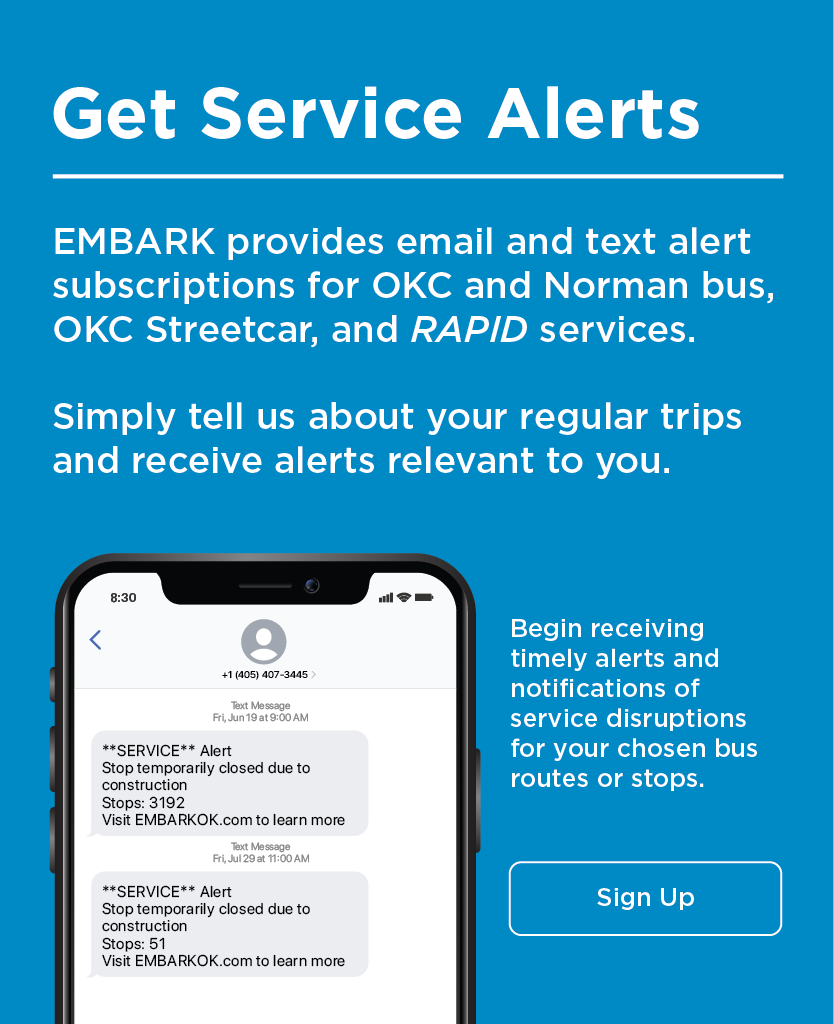 Get Service Alerts
EMBARK provides email and text alert
subscriptions for OKC and Norman bus,
OKC Streetcar, and RAPID services.
Simply tell us about your regular trips
and receive alerts relevant to you.
8:30
+1 (405) 407-3445
Text Message
Fri, Jun 19 at 9:00 AM
**SERVICE** Alert
Stop temporarily closed due to
construction
Stops: 3192
Visit EMBARKOK.com to learn more
Text Message
Fri, Jul 29 at 11:00 AM
**SERVICE** Alert
Stop temporarily closed due to
construction
Stops: 51
Visit EMBARKOK.com to learn more
Begin receiving
timely alerts and
notifications of
service disruptions
for your chosen bus
routes or stops.
Sign Up